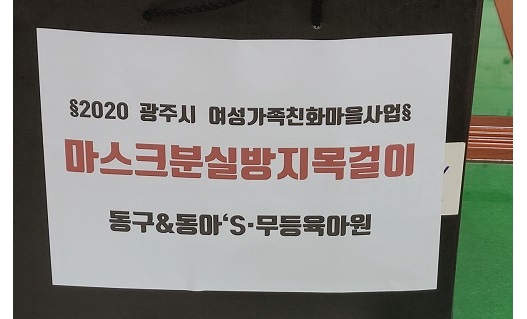 §2020 광주시 여성가족친화마을사업§
마스크분실방지목걸이
동구&동아‘S·무등육아원